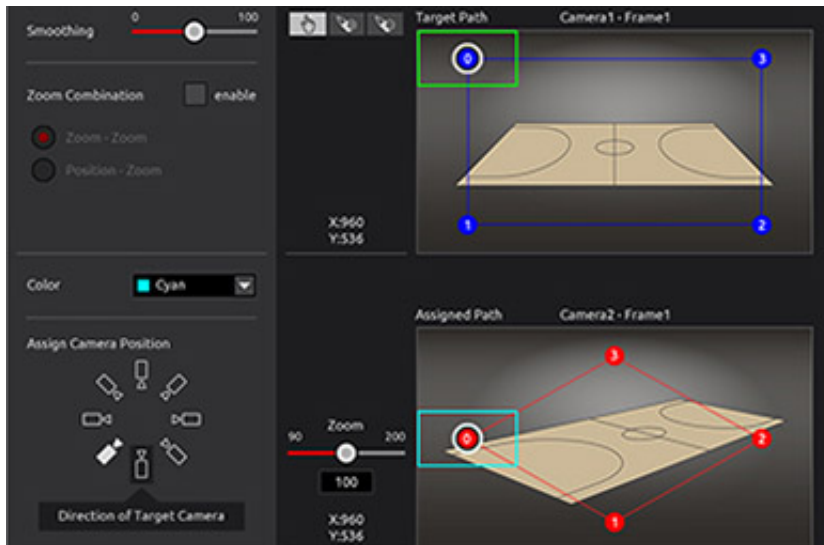 Smoothing
0 100
Zoom Combination
enable
Zoom - Zoom
Position - Zoom
Color
Cyan
Assign Camera Position
Direction of Target Camera
X:960
Y:536
Zoom
90 200
100
X:960
Y:536
Target Path Camera1 - Frame1
0 3
1 2
Assigned Path Camera2 - Frame1
3
0 2
1